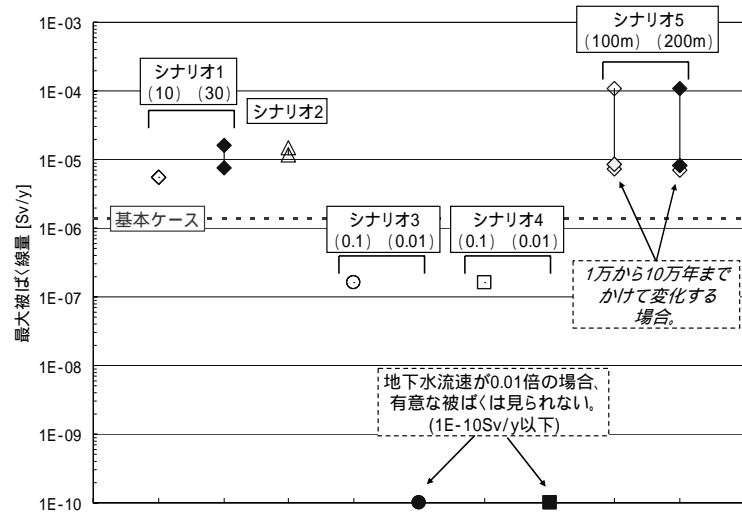 最大被ばく線量 [Sv/y]
1E-03
1E-04
1E-05
1E-06
1E-07
1E-08
1E-09
1E-10
シナリオ1
(10) (30)
シナリオ2
シナリオ5
(100m) (200m)
基本ケース
シナリオ3
(0.1) (0.01)
シナリオ4
(0.1) (0.01)
1万から10万年まで
かけて変化する
場合。
地下水流速が0.01倍の場合、
有意な被ばくは見られない。
(1E-10Sv/y以下)